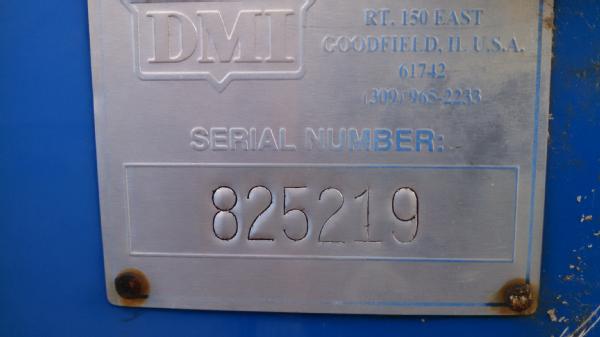 DMI
RT. 150 EAST
GOODFIELD, IL U.S.A.
61742
(309) 965-2233
SERIAL NUMBER:
825219